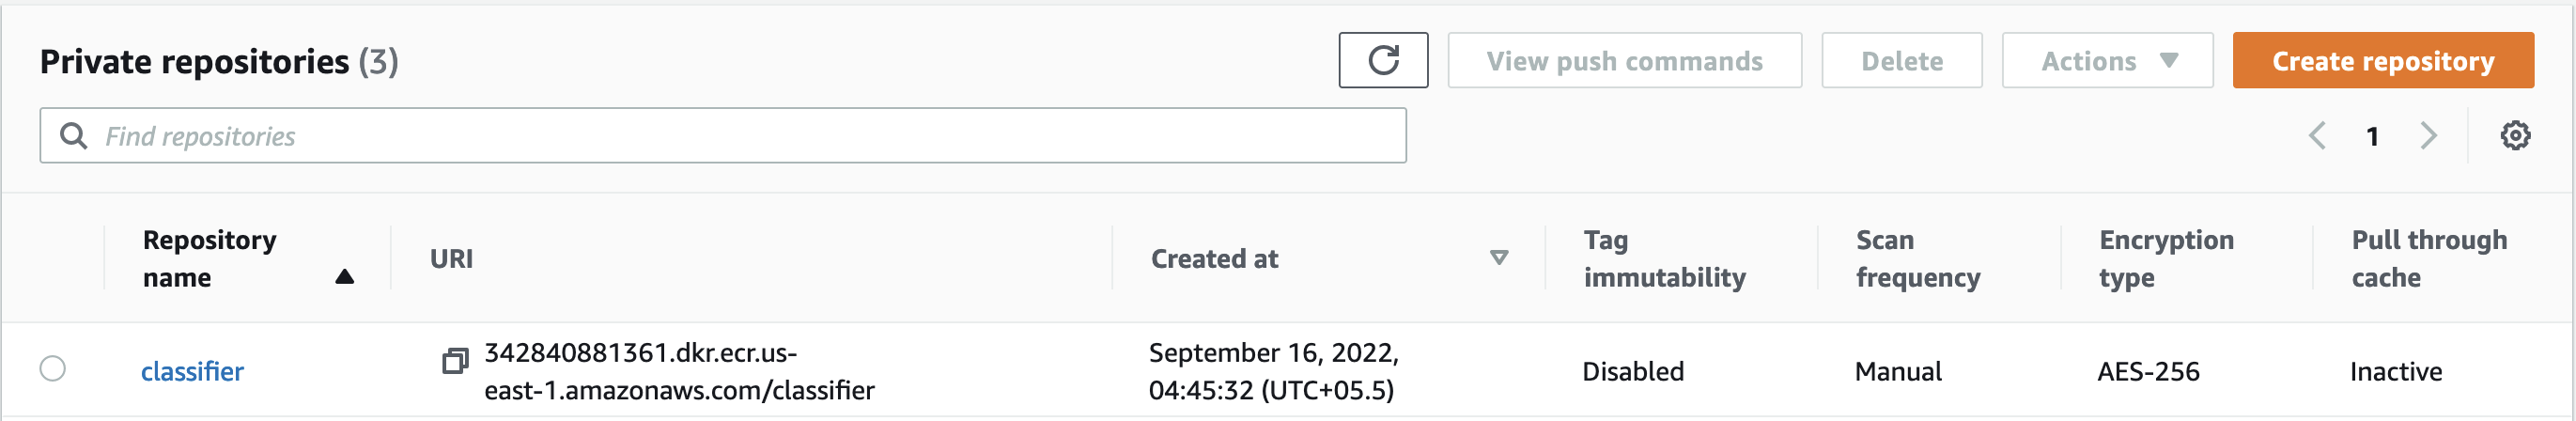 Private repositories (3)
View push commands
Delete
Actions
Create repository
Find repositories
1
Repository
name
URI
Created at
Tag
immutability
Scan
frequency
Encryption
type
Pull through
cache
classifier
342840881361.dkr.ecr.us-
east-1.amazonaws.com/classifier
September 16, 2022,
04:45:32 (UTC+05.5)
Disabled
Manual
AES-256
Inactive